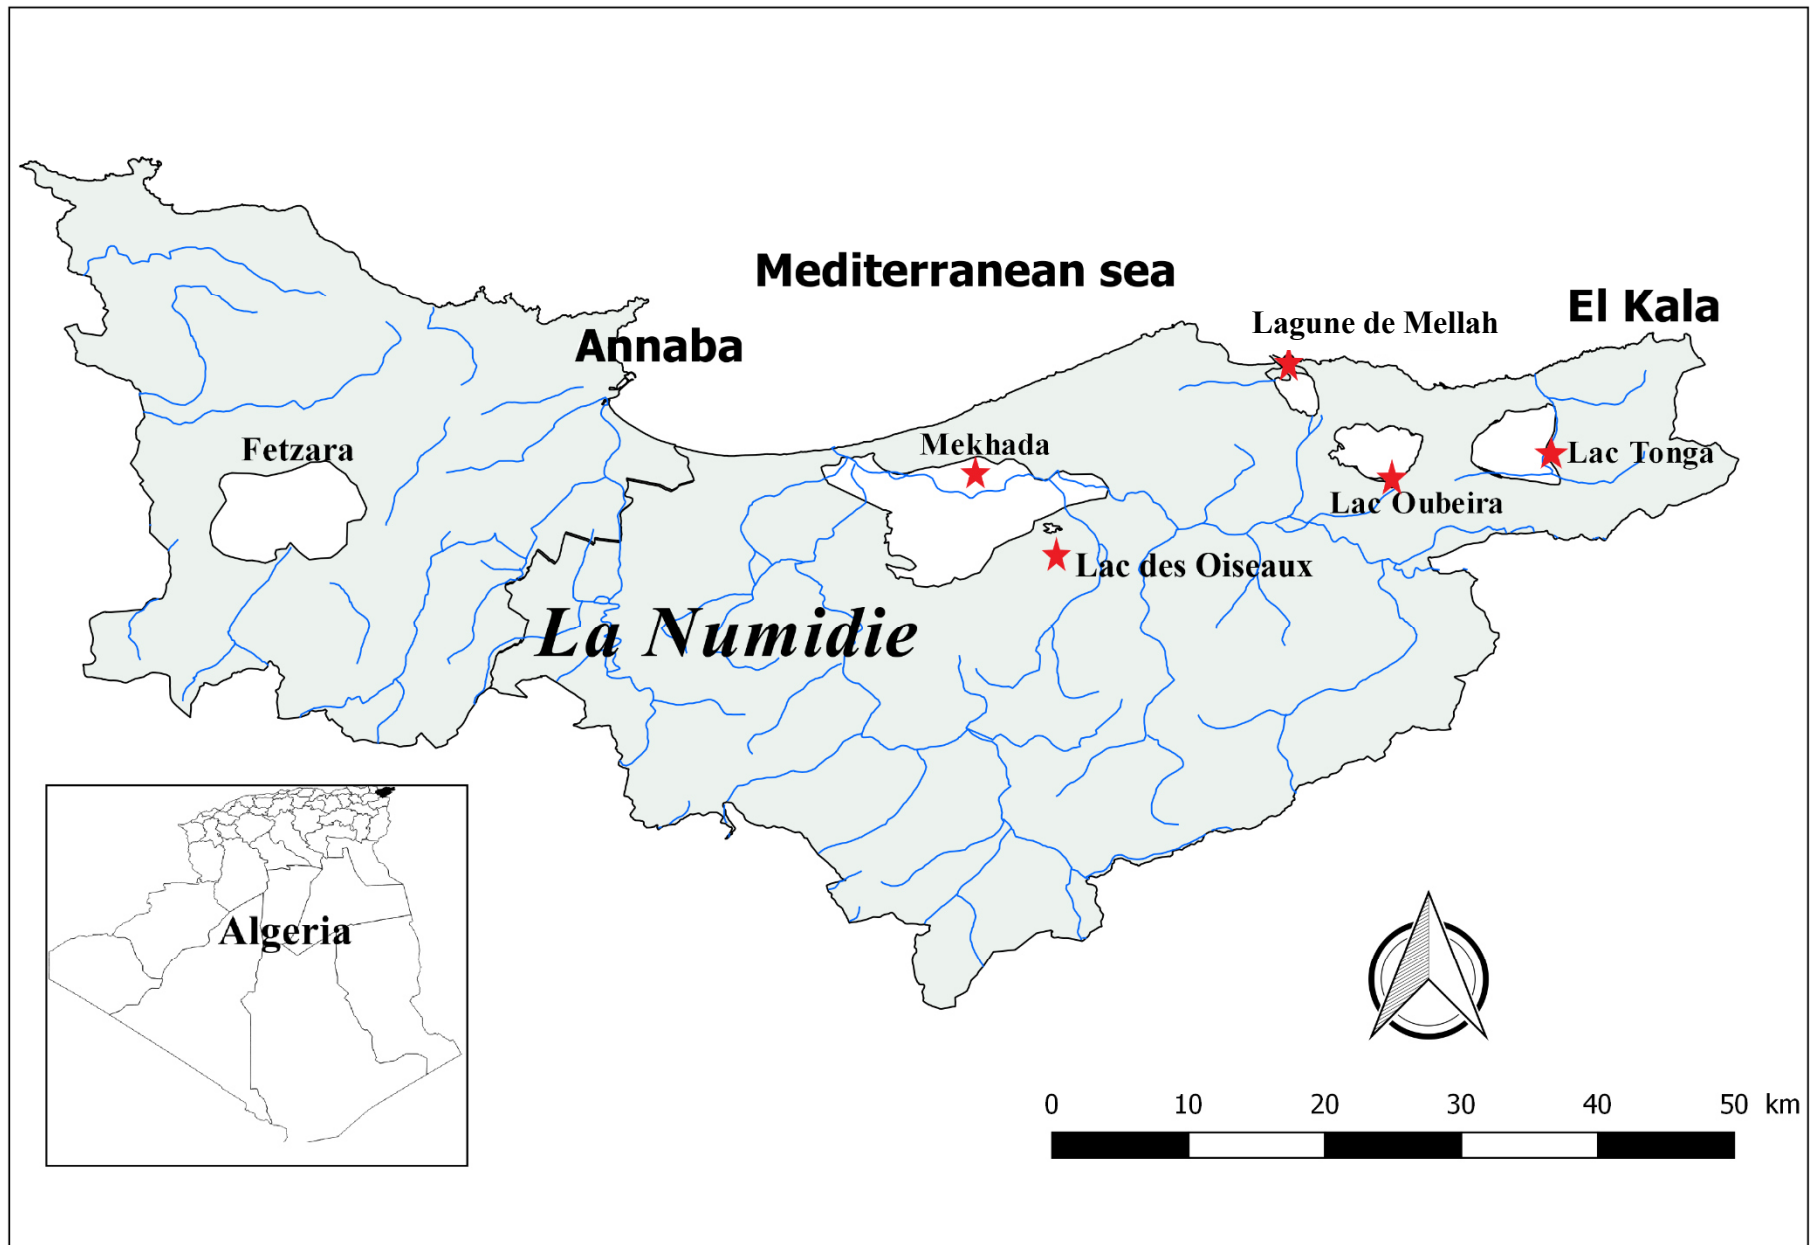 Mediterranean sea
El Kala
Lagune de Mellah
Annaba
Mekhada
Fetzara
Lac Tonga
Lac Oubeira
Lac des Oiseaux
La Numidie
Algeria
0 10 20 30 40 50 km